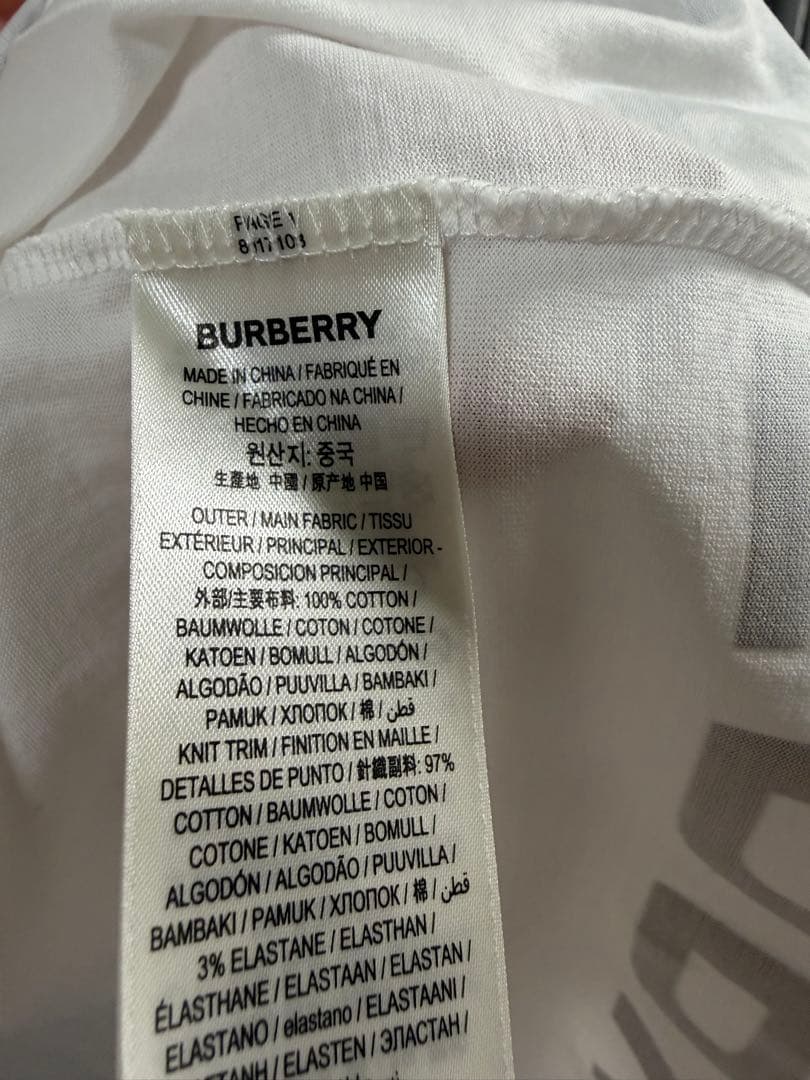 PAGE 1
8017103
BURBERRY
MADE IN CHINA / FABRIQUÉ EN
CHINE / FABRICADO NA CHINA /
HECHO EN CHINA
원산지: 중국
生產地 中國 / 原产地 中国
OUTER / MAIN FABRIC / TISSU
EXTÉRIEUR / PRINCIPAL / EXTERIOR -
COMPOSICION PRINCIPAL /
外部/主要布料: 100% COTTON /
BAUMWOLLE / COTON / COTONE /
KATOEN / BOMULL / ALGODÓN /
ALGODÃO / PUUVILLA / BAMBAKI /
PAMUK / ХЛОПОК / 棉 / قطن /
KNIT TRIM / FINITION EN MAILLE /
DETALLES DE PUNTO / 針織副料: 97%
COTTON / BAUMWOLLE / COTON /
COTONE / KATOEN / BOMULL /
ALGODÓN / ALGODÃO / PUUVILLA /
BAMBAKI / PAMUK / ХЛОПОК / 棉 / قطن /
3% ELASTANE / ELASTHAN /
ÉLASTHANE / ELASTAAN / ELASTAN /
ELASTANO / elastano / ELASTAANI /
ELASTEN / ЭЛАСТАН /